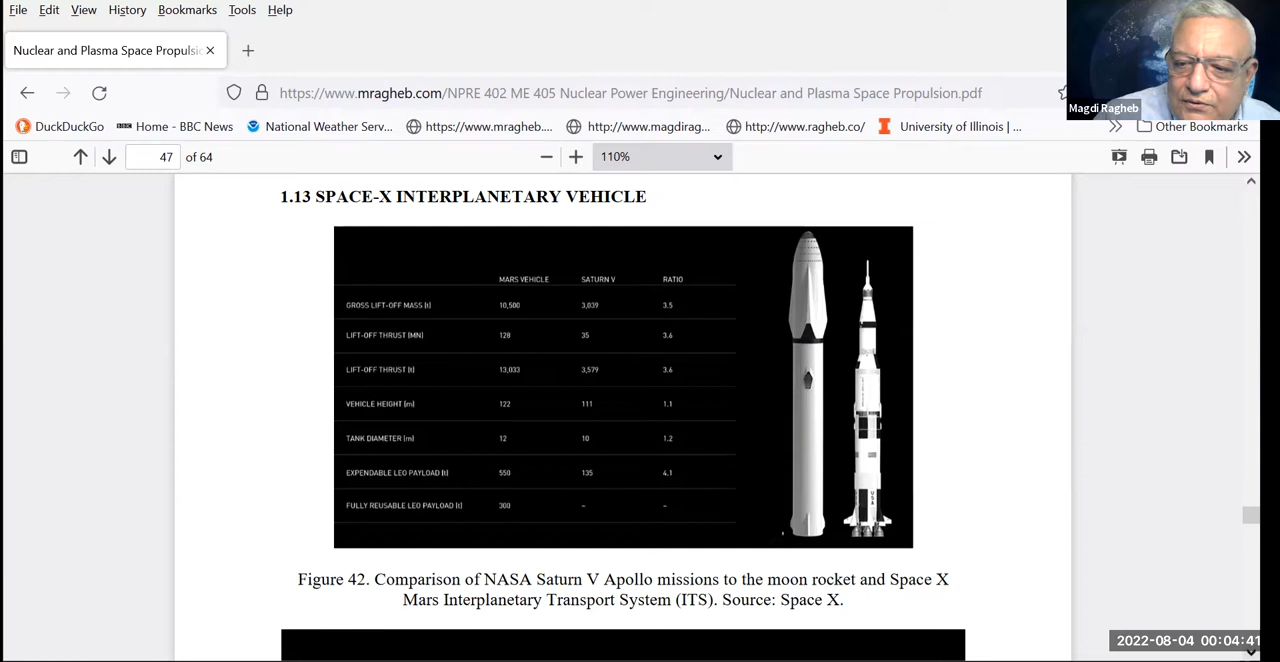 File Edit View History Bookmarks Tools Help
Nuclear and Plasma Space Propulsi
https://www.mragheb.com/NPRE 402 ME 405 Nuclear Power Engineering/Nuclear and Plasma Space Propulsion.pdf
Magdi Ragheb
DuckDuckGo BBC Home - BBC News National Weather Serv... https://www.mragheb.... http://www.magdirag... http://www.ragheb.co/ I University of Illinois | ... Other Bookmarks
47 of 64 110%
1.13 SPACE-X INTERPLANETARY VEHICLE
MARS VEHICLE SATURN V RATIO
GROSS LIFT-OFF MASS (t) 10,500 3,039 3.5
LIFT-OFF THRUST (MN) 128 35 3.6
LIFT-OFF THRUST (t) 13,033 3,579 3.6
VEHICLE HEIGHT (m) 122 111 1.1
TANK DIAMETER (m) 12 10 1.2
EXPENDABLE LEO PAYLOAD (t) 550 135 4.1
FULLY REUSABLE LEO PAYLOAD (t) 300 – –
USA
Figure 42. Comparison of NASA Saturn V Apollo missions to the moon rocket and Space X
Mars Interplanetary Transport System (ITS). Source: Space X.
2022-08-04 00:04:41